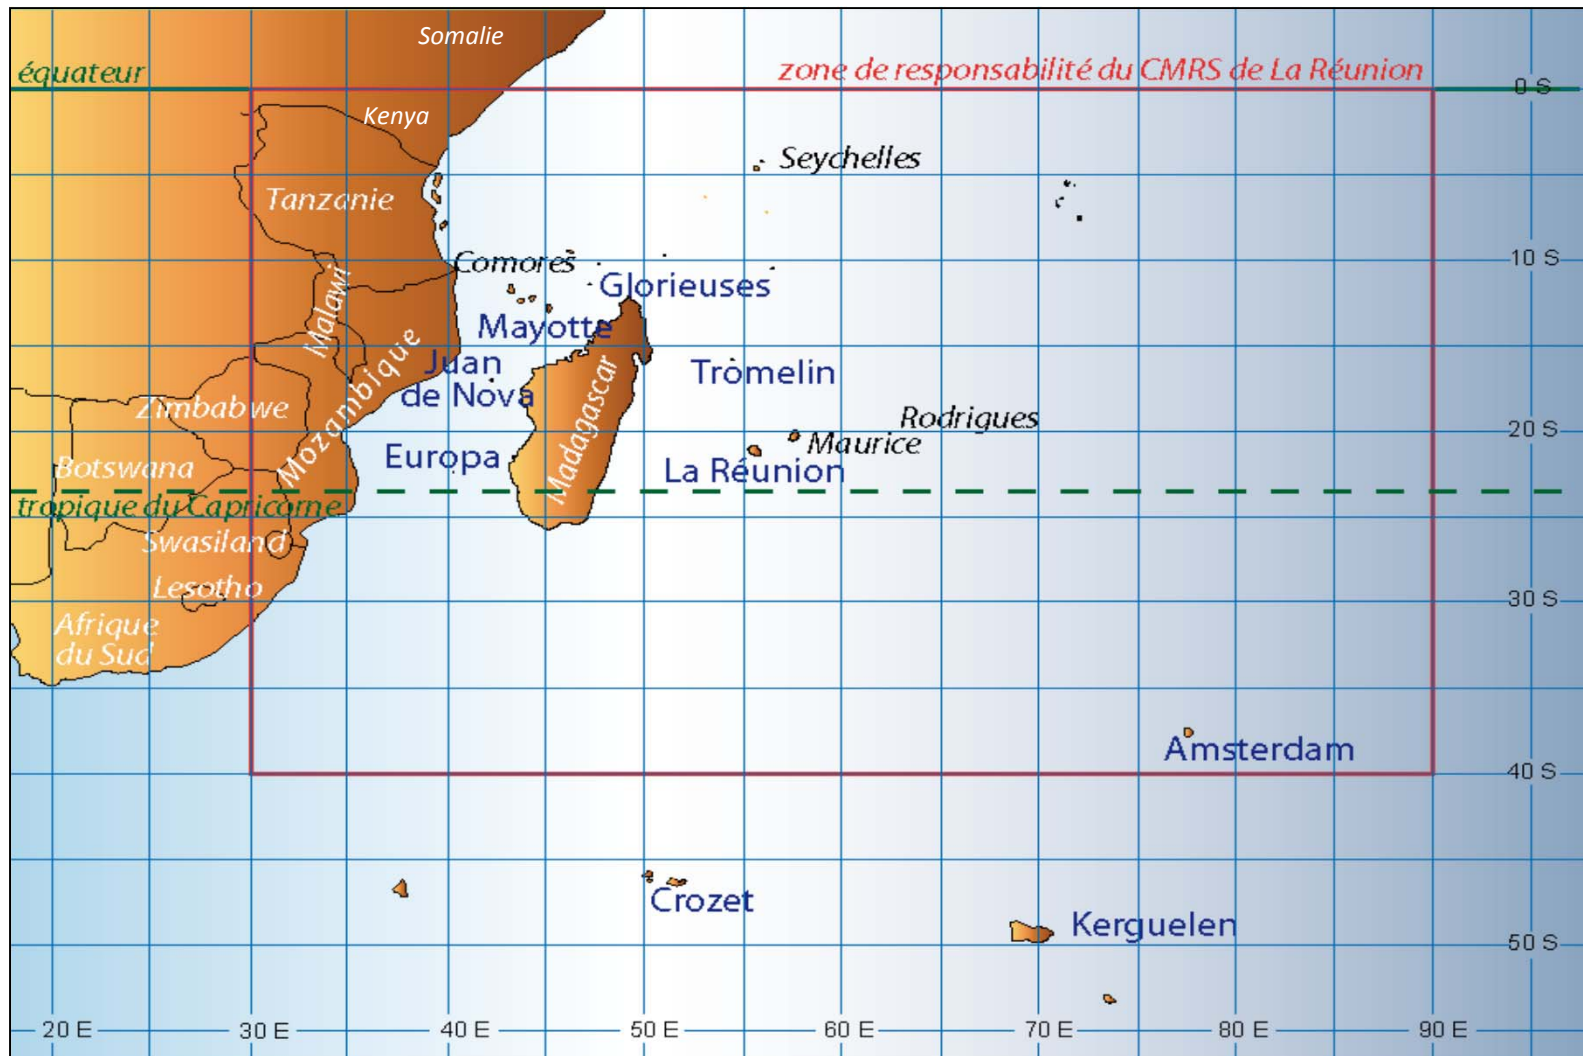 Somalie
équateur
zone de responsabilité du CMRS de La Réunion
0 S
Kenya
Seychelles
Tanzanie
Comores
10 S
Glorieuses
Malawi
Mayotte
Mozambique
Juan
de Nova
Tromelin
Madagascar
Zimbabwe
Rodrigues
Maurice
20 S
Europa
Botswana
La Réunion
tropique du Capricorne
Swasiland
Lesotho
30 S
Afrique
du Sud
Amsterdam
40 S
Crozet
Kerguelen
50 S
20 E
30 E
40 E
50 E
60 E
70 E
80 E
90 E